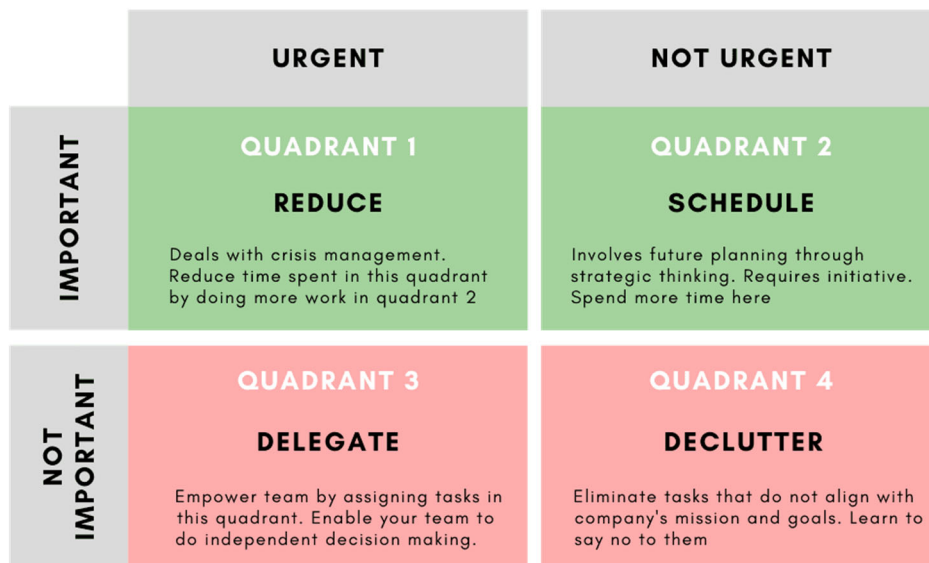 URGENT
NOT URGENT
IMPORTANT
QUADRANT 1
REDUCE
Deals with crisis management.
Reduce time spent in this quadrant
by doing more work in quadrant 2
QUADRANT 2
SCHEDULE
Involves future planning through
strategic thinking. Requires initiative.
Spend more time here
NOT
IMPORTANT
QUADRANT 3
DELEGATE
Empower team by assigning tasks in
this quadrant. Enable your team to
do independent decision making.
QUADRANT 4
DECLUTTER
Eliminate tasks that do not align with
company's mission and goals. Learn to
say no to them